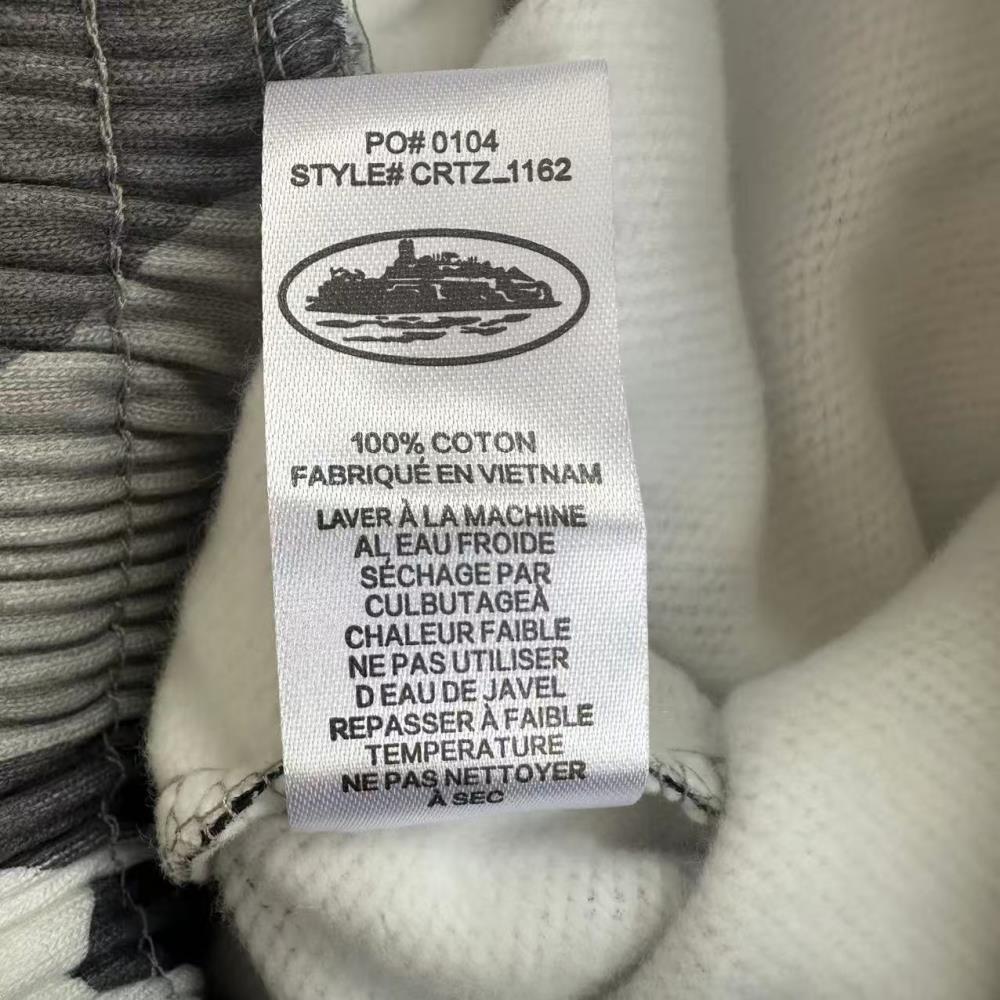 PO# 0104
STYLE# CRTZ_1162
100% COTON
FABRIQUÉ EN VIETNAM
LAVER À LA MACHINE
AL EAU FROIDE
SÉCHAGE PAR
CULBUTAGEÀ
CHALEUR FAIBLE
NE PAS UTILISER
D EAU DE JAVEL
REPASSER À FAIBLE
TEMPERATURE
NE PAS NETTOYER
À SEC